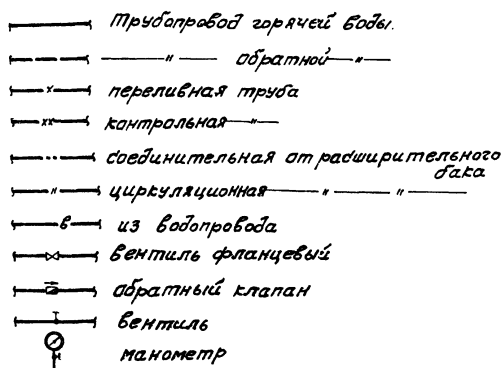 Трубопровод горячей воды.
——— " ——— обратной — " —
x переливная труба
xx контрольная — " —
соединительная от расширительного
бака
" циркуляционная ——— " ——— " ———
в из водопровода
вентиль фланцевый
обратный клапан
вентиль
манометр